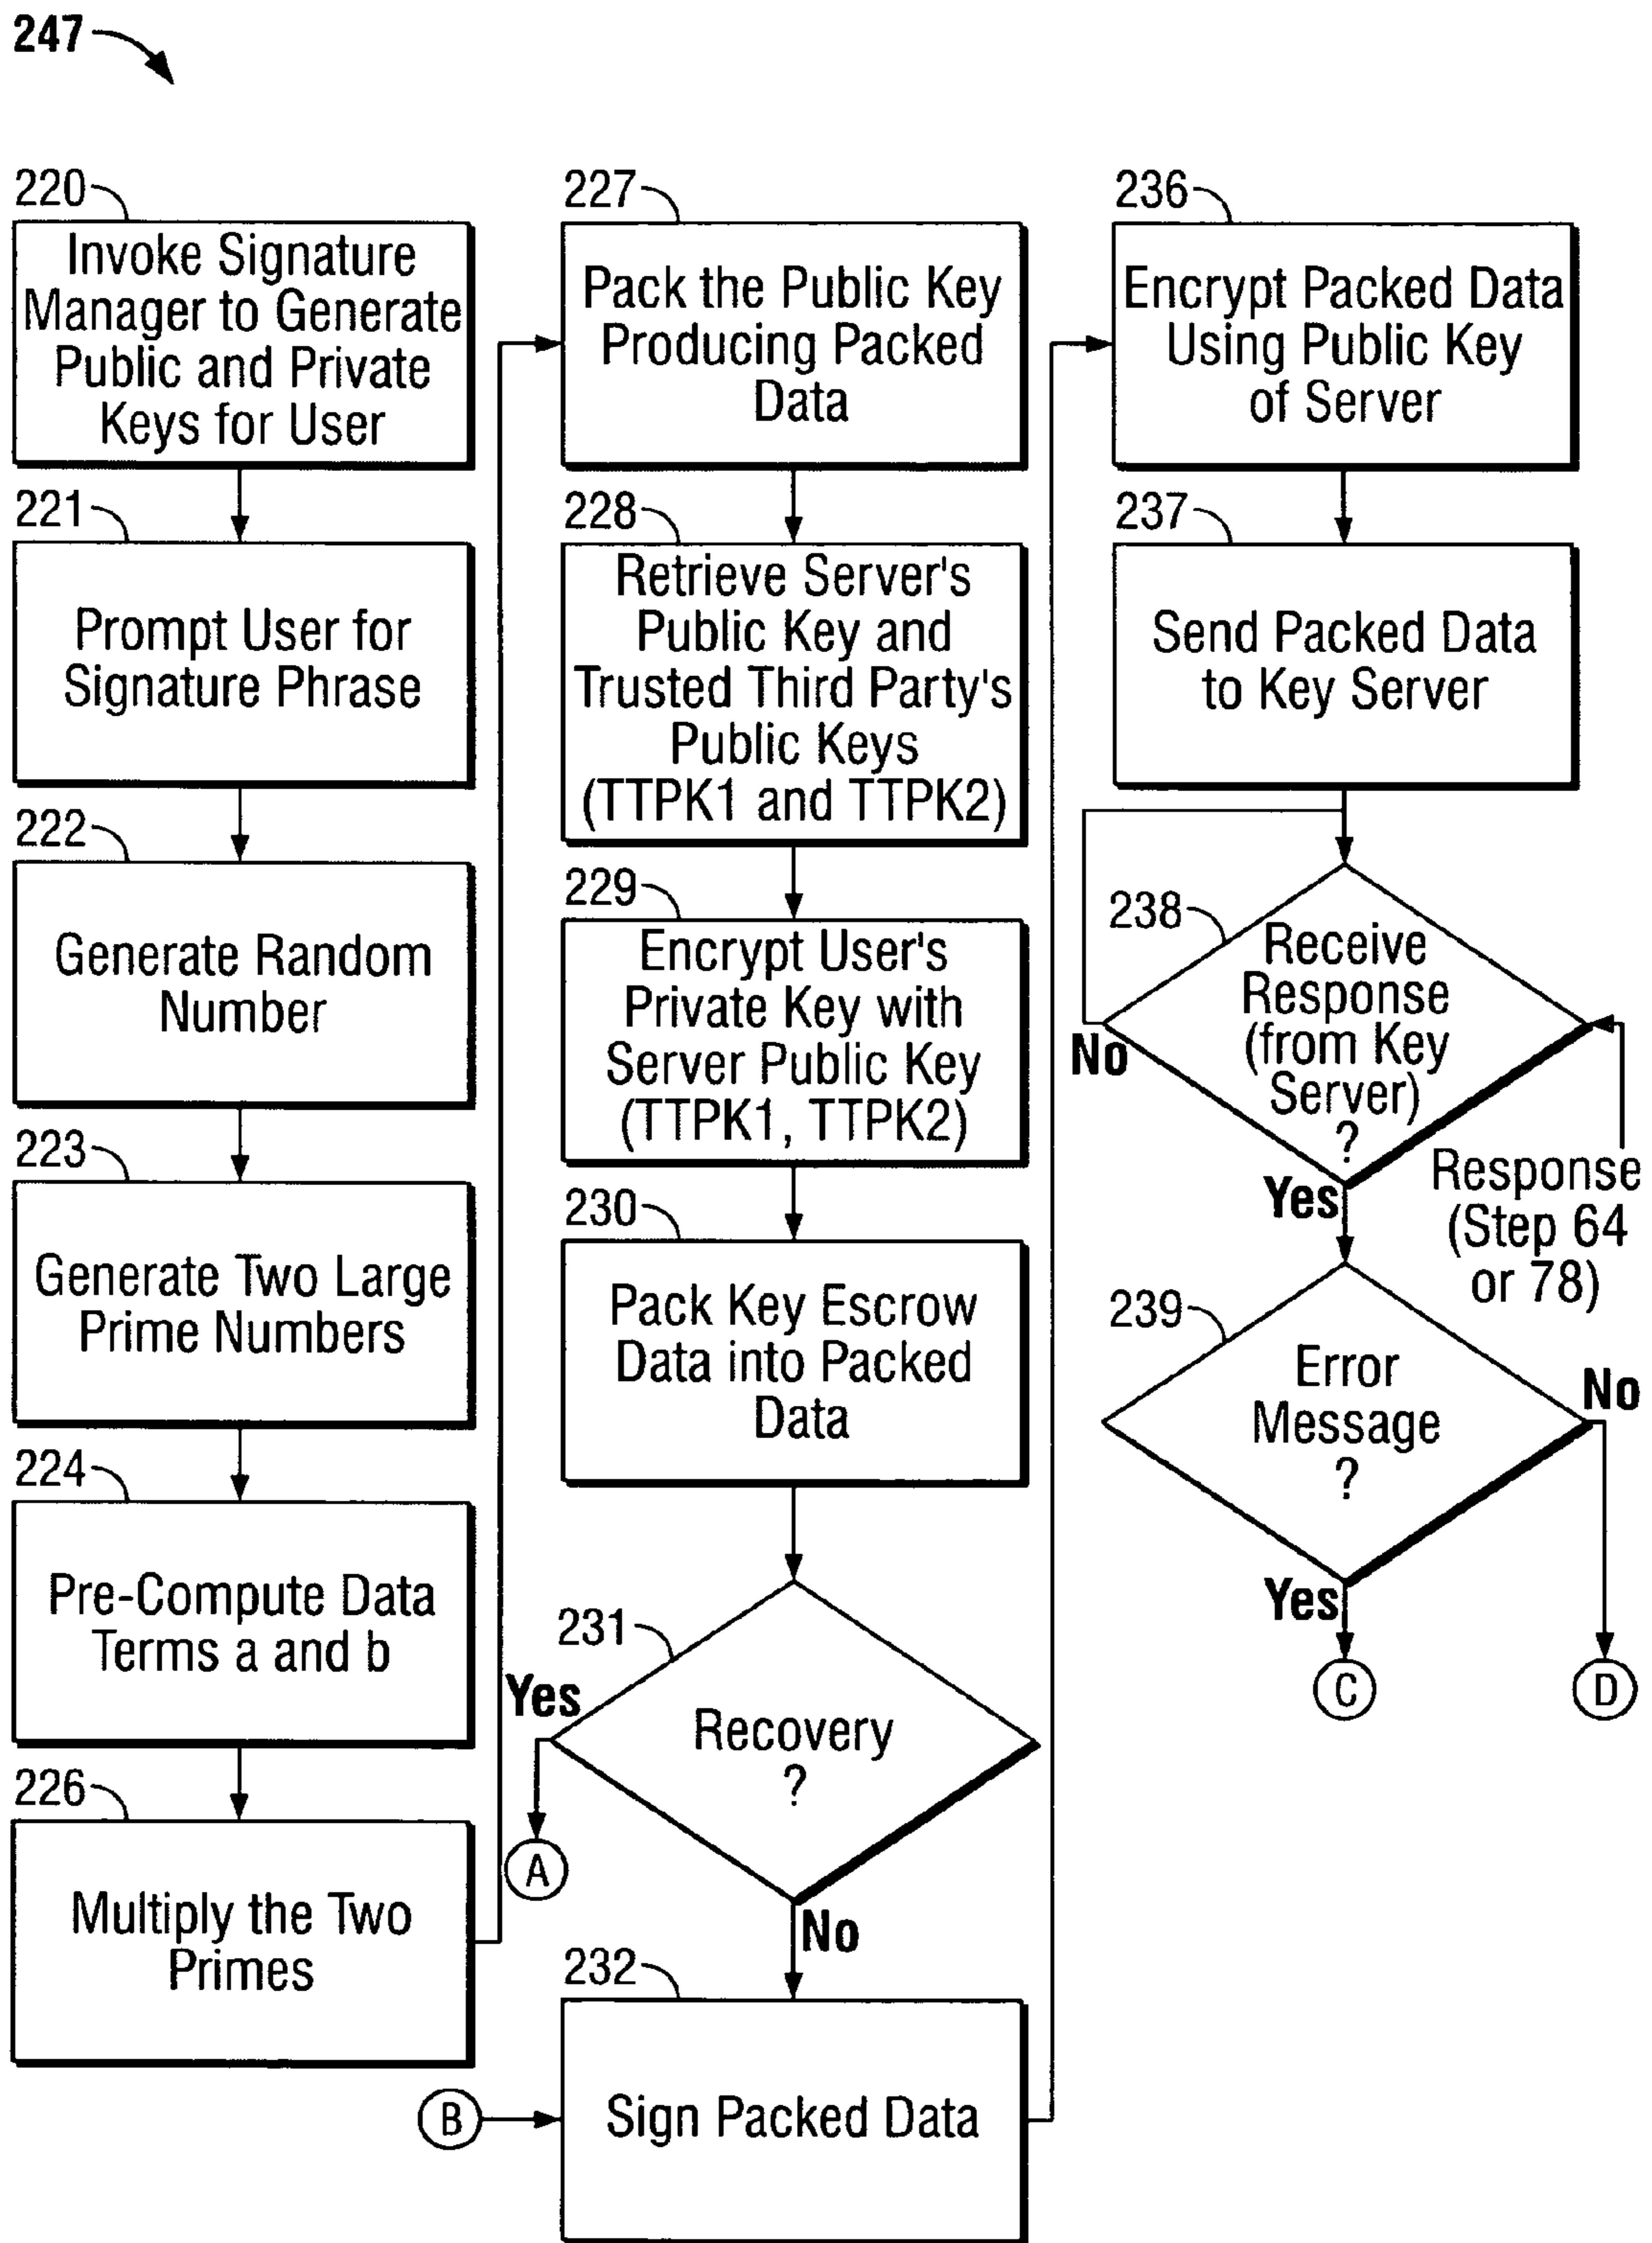 247
220
Invoke Signature
Manager to Generate
Public and Private
Keys for User
221
Prompt User for
Signature Phrase
222
Generate Random
Number
223
Generate Two Large
Prime Numbers
224
Pre-Compute Data
Terms a and b
226
Multiply the Two
Primes
227
Pack the Public Key
Producing Packed
Data
228
Retrieve Server's
Public Key and
Trusted Third Party's
Public Keys
(TTPK1 and TTPK2)
229
Encrypt User's
Private Key with
Server Public Key
(TTPK1, TTPK2)
230
Pack Key Escrow
Data into Packed
Data
231
Yes
Recovery
?
A
No
232
B
Sign Packed Data
236
Encrypt Packed Data
Using Public Key
of Server
237
Send Packed Data
to Key Server
238
Receive
Response
(from Key
Server)
?
No
Yes
Response
(Step 64
or 78)
239
Error
Message
?
No
Yes
C
D